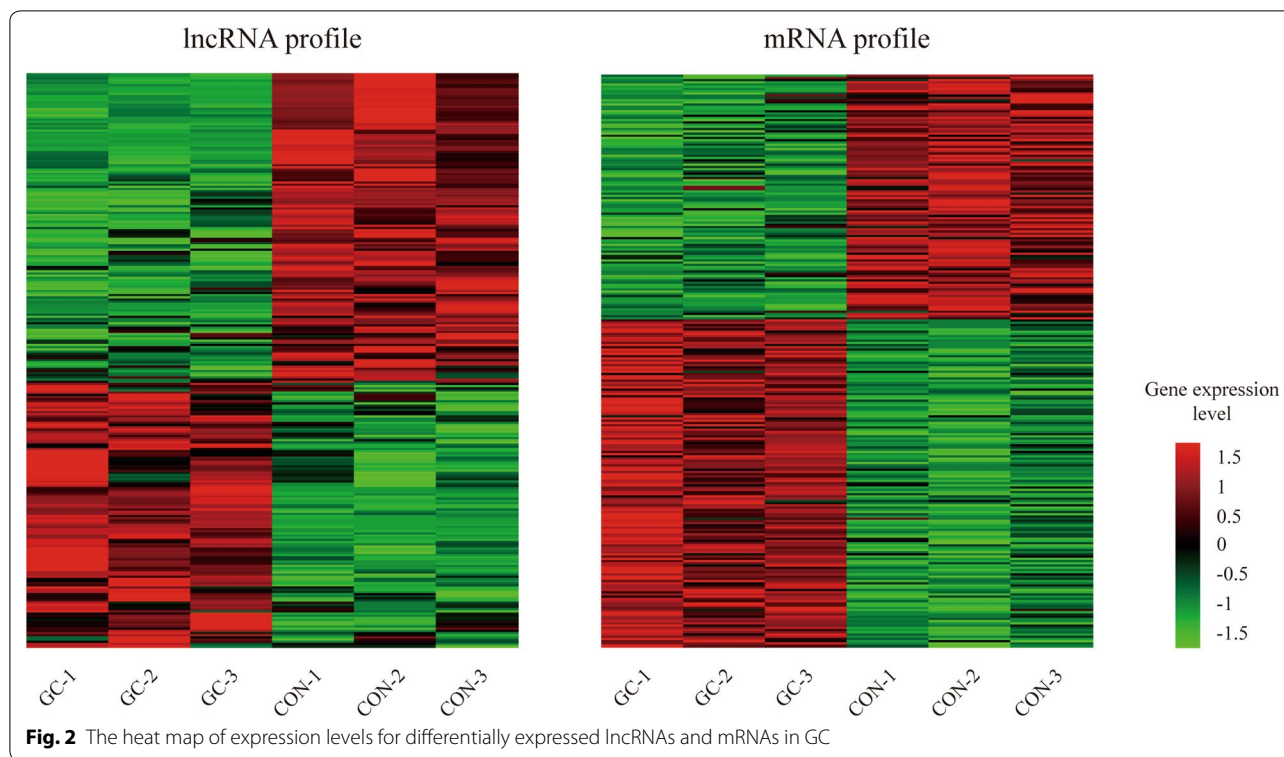 lncRNA profile
mRNA profile
GC-1
GC-2
GC-3
CON-1
CON-2
CON-3
GC-1
GC-2
GC-3
CON-1
CON-2
CON-3
Gene expression
level
1.5
1
0.5
0
-0.5
-1
-1.5
Fig. 2 The heat map of expression levels for differentially expressed lncRNAs and mRNAs in GC